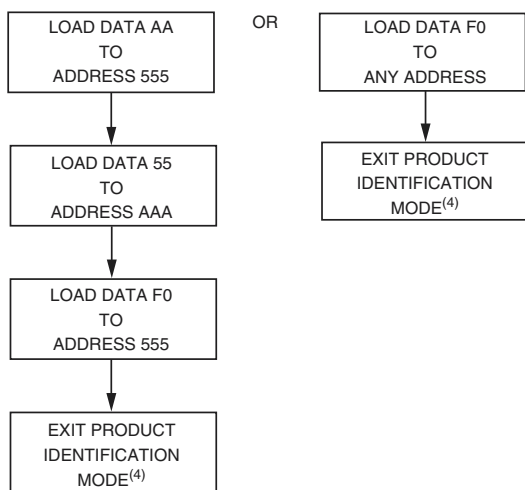 LOAD DATA AA
TO
ADDRESS 555
LOAD DATA 55
TO
ADDRESS AAA
LOAD DATA F0
TO
ADDRESS 555
EXIT PRODUCT
IDENTIFICATION
MODE(4)
OR
LOAD DATA F0
TO
ANY ADDRESS
EXIT PRODUCT
IDENTIFICATION
MODE(4)